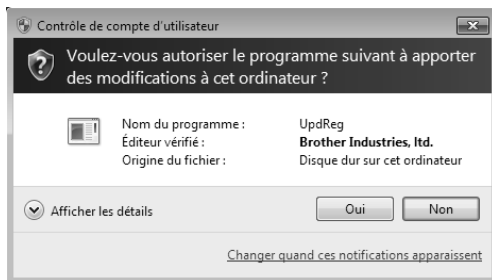 Contrôle de compte d'utilisateur
Voulez-vous autoriser le programme suivant à apporter
des modifications à cet ordinateur ?
Nom du programme : UpdReg
Éditeur vérifié : Brother Industries, ltd.
Origine du fichier : Disque dur sur cet ordinateur
Afficher les détails Oui Non
Changer quand ces notifications apparaissent